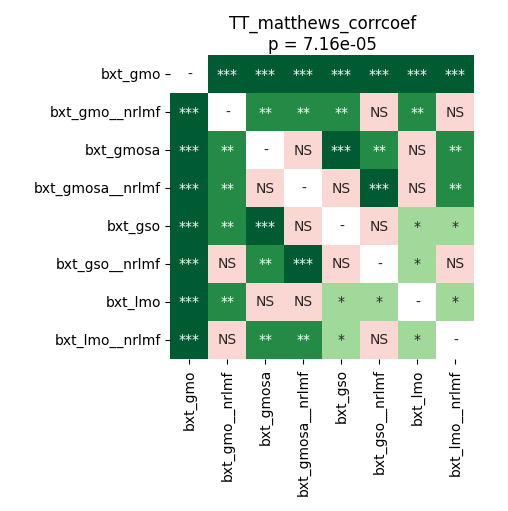 TT_matthews_corrcoef
p = 7.16e-05
bxt_gmo - *** *** *** *** *** *** ***
bxt_gmo__nrlmf *** - ** ** ** NS ** NS
bxt_gmosa *** ** - NS *** ** NS **
bxt_gmosa__nrlmf *** ** NS - NS *** NS **
bxt_gso *** ** *** NS - NS * *
bxt_gso__nrlmf *** NS ** *** NS - * NS
bxt_lmo *** ** NS NS * * - *
bxt_lmo__nrlmf *** NS ** ** * NS * -
bxt_gmo
bxt_gmo__nrlmf
bxt_gmosa
bxt_gmosa__nrlmf
bxt_gso
bxt_gso__nrlmf
bxt_lmo
bxt_lmo__nrlmf